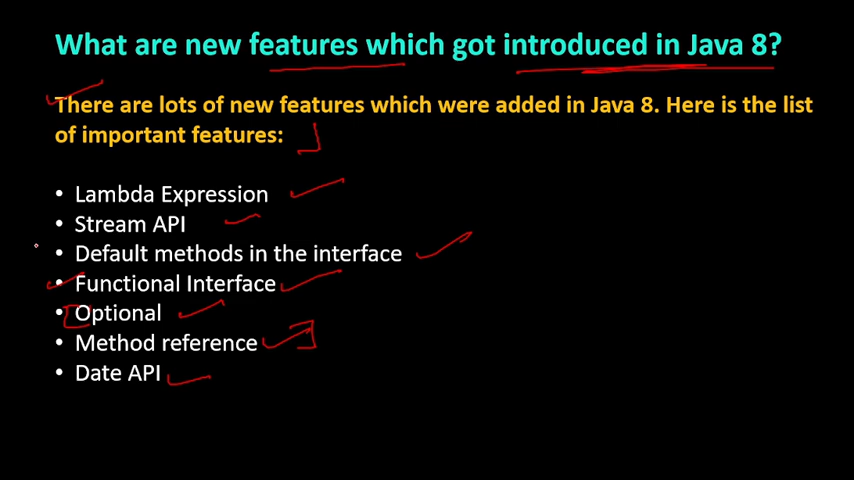 What are new features which got introduced in Java 8?
There are lots of new features which were added in Java 8. Here is the list
of important features:
• Lambda Expression
• Stream API
• Default methods in the interface
• Functional Interface
• Optional
• Method reference
• Date API